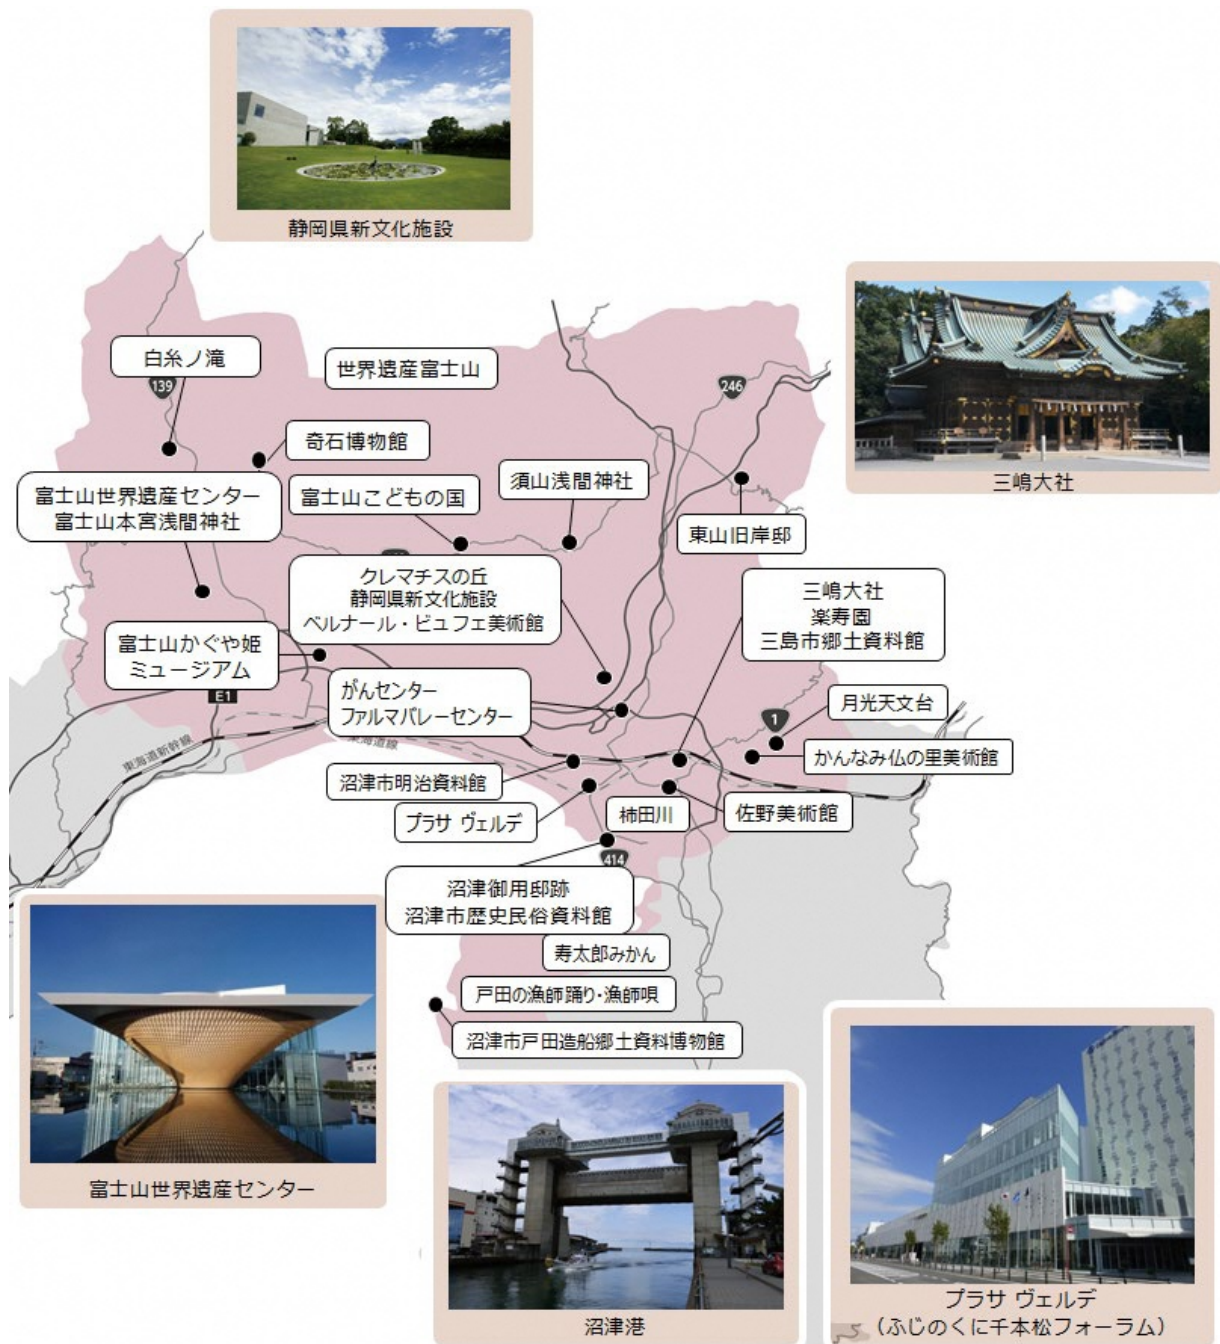 静岡県新文化施設
三嶋大社
白糸ノ滝
世界遺産富士山
139
246
奇石博物館
富士山世界遺産センター
富士山本宮浅間神社
富士山こどもの国
須山浅間神社
東山旧岸邸
クレマチスの丘
静岡県新文化施設
ベルナール・ビュフェ美術館
三嶋大社
楽寿園
三島市郷土資料館
富士山かぐや姫
ミュージアム
E1
がんセンター
ファルマバレーセンター
月光天文台
1
東海道新幹線
東海道線
かんなみ仏の里美術館
沼津市明治資料館
プラサ ヴェルデ
柿田川
佐野美術館
414
沼津御用邸跡
沼津市歴史民俗資料館
寿太郎みかん
戸田の漁師踊り・漁師唄
沼津市戸田造船郷土資料博物館
富士山世界遺産センター
沼津港
プラサ ヴェルデ
（ふじのくに千本松フォーラム）